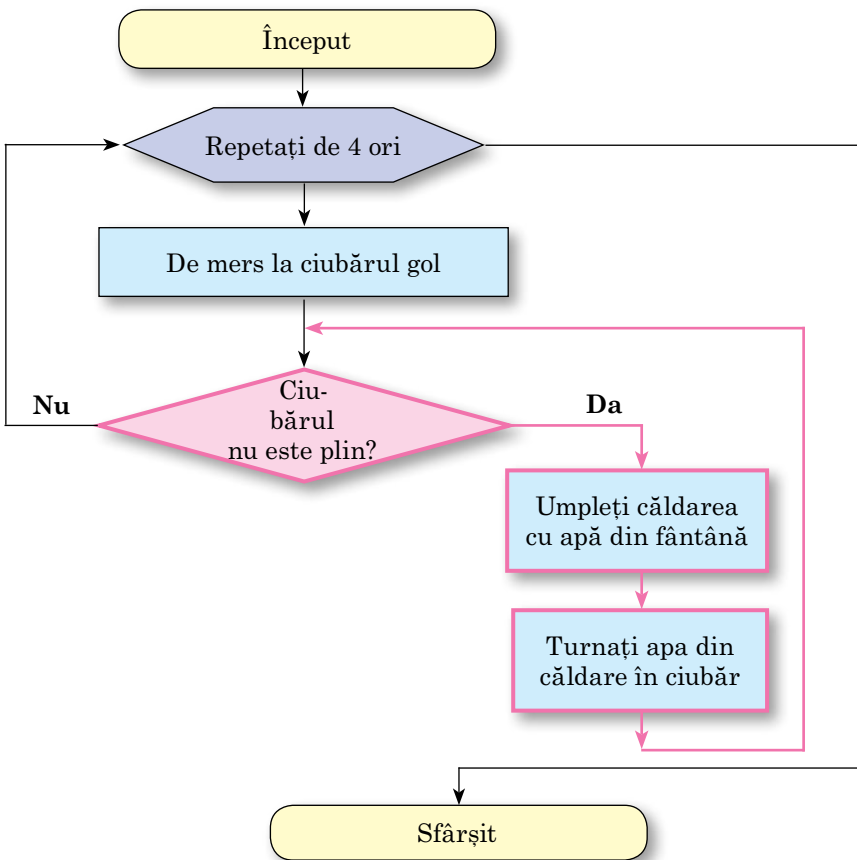 Început
Repetați de 4 ori
De mers la ciubărul gol
Ciu-
bărul
nu este plin?
Nu
Da
Umpleți căldarea
cu apă din fântână
Turnați apa din
căldare în ciubăr
Sfârșit